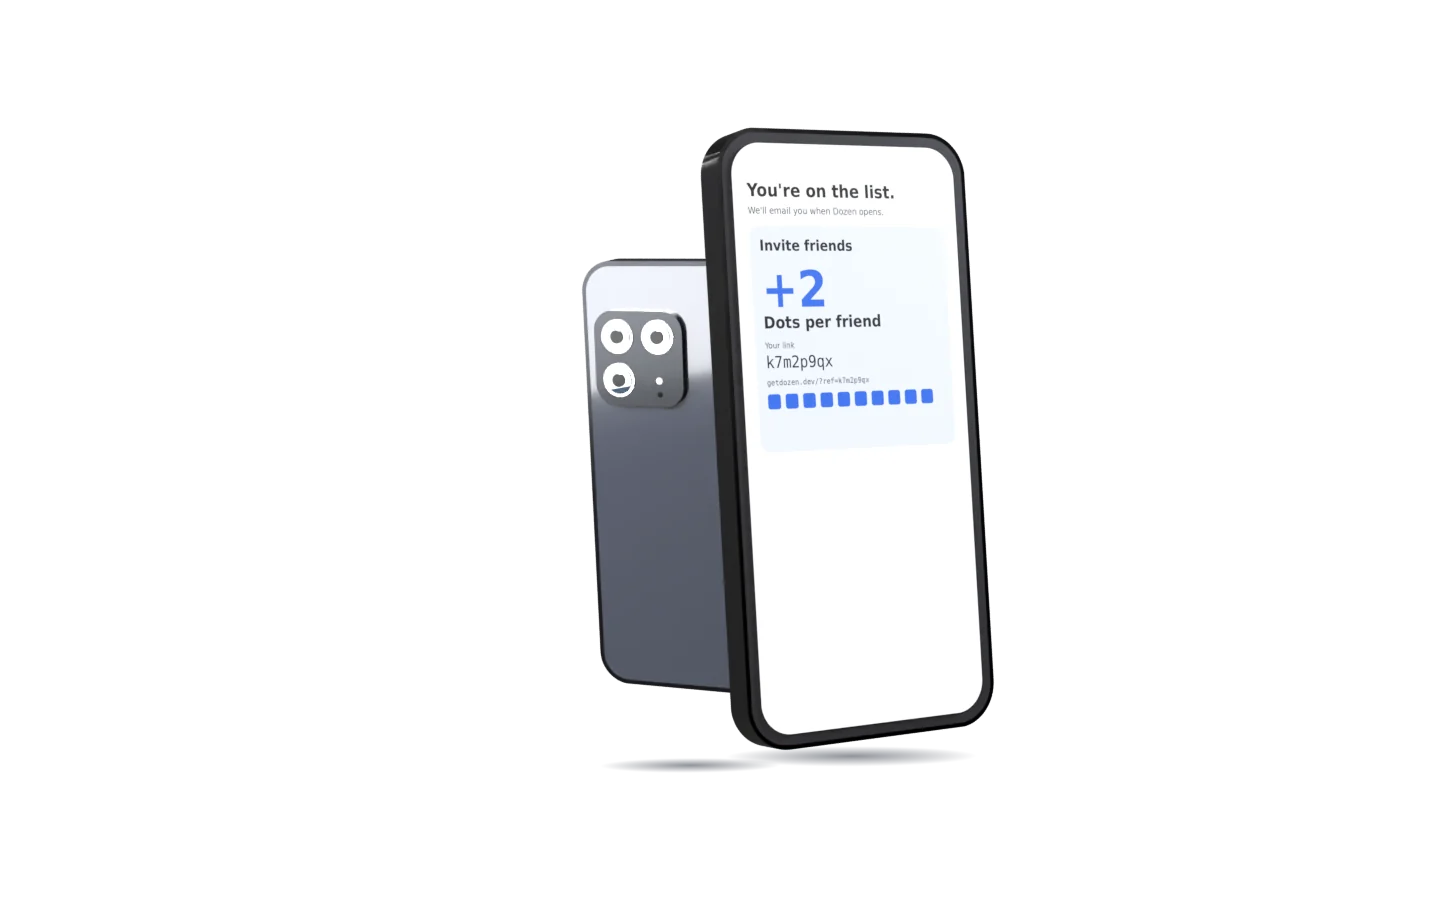 You're on the list.
We'll email you when Dozen opens.
Invite friends
+2
Dots per friend
Your link
k7m2p9qx
getdozen.dev/?ref=k7m2p9qx